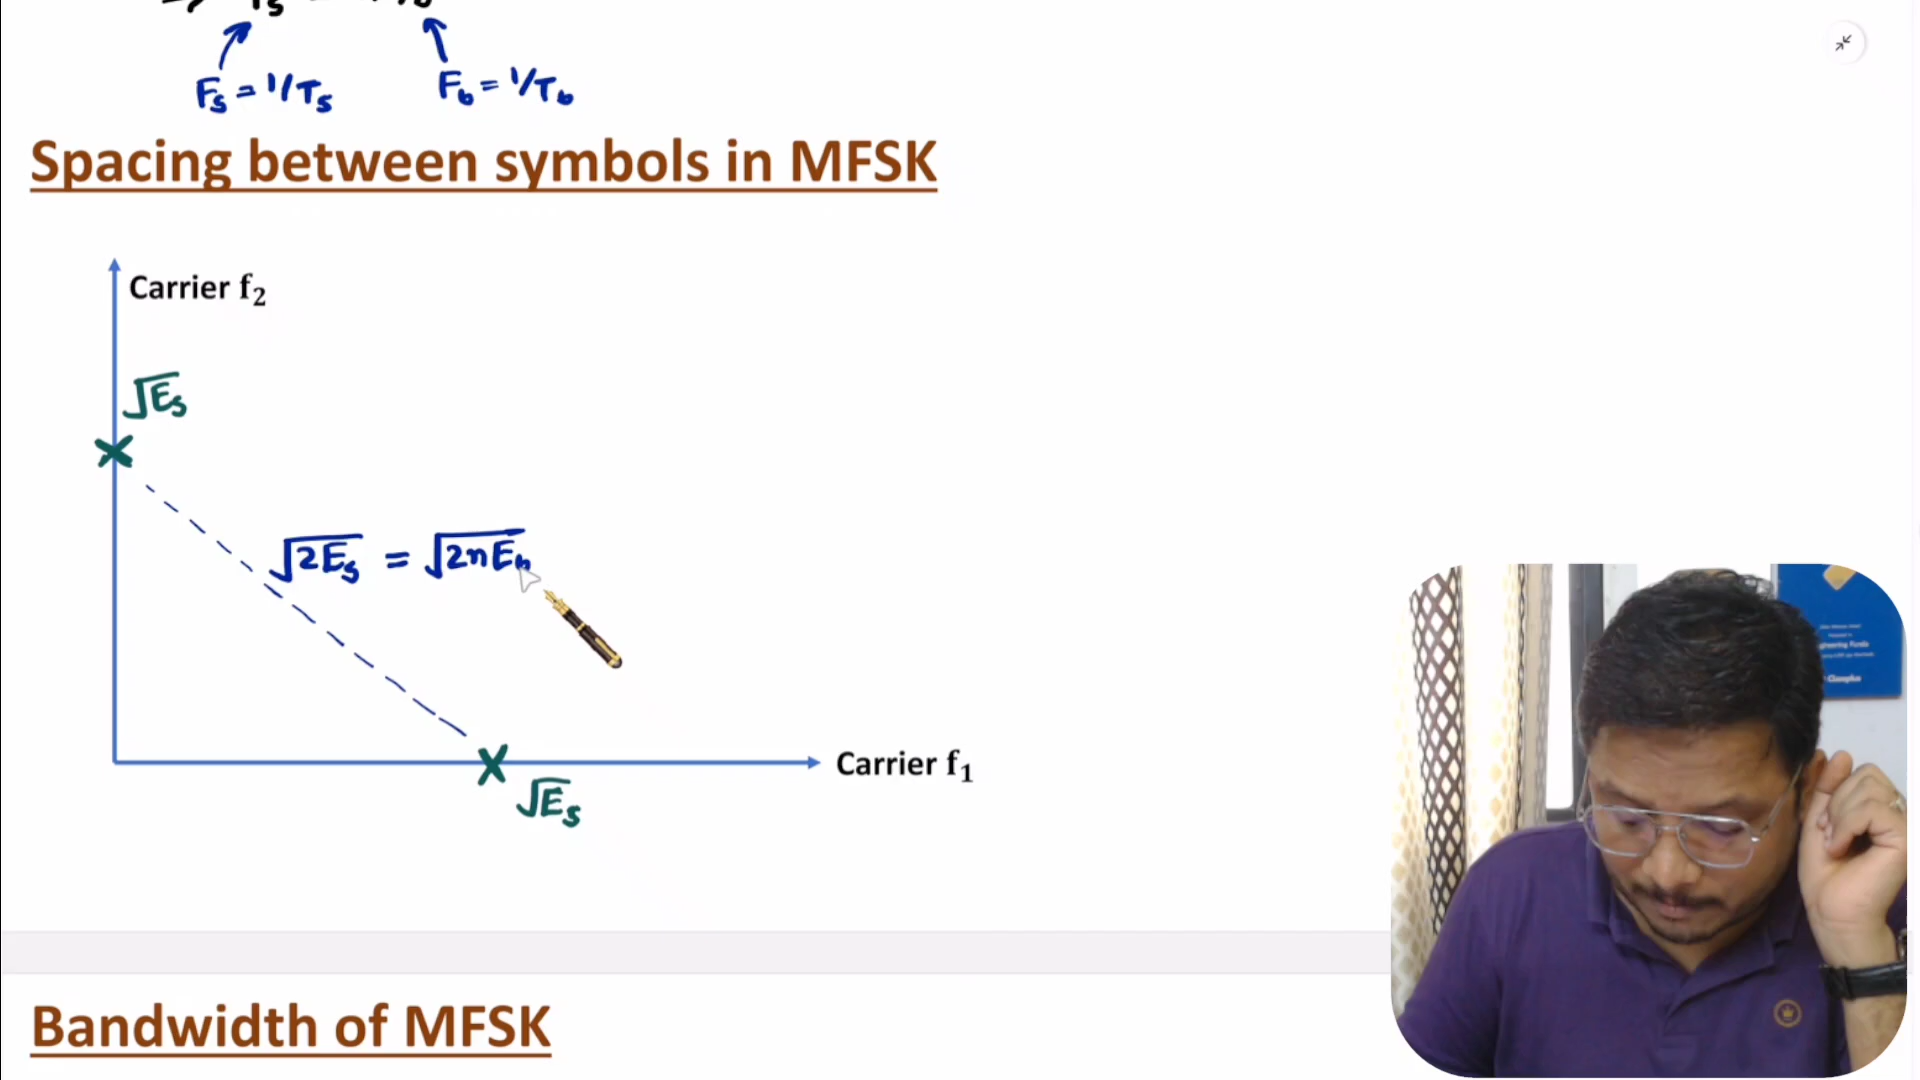 Fs = 1/Ts
Fb = 1/Tb
Spacing between symbols in MFSK
Carrier f₂
√Es
√2Es = √2nEb
Carrier f₁
√Es
Bandwidth of MFSK